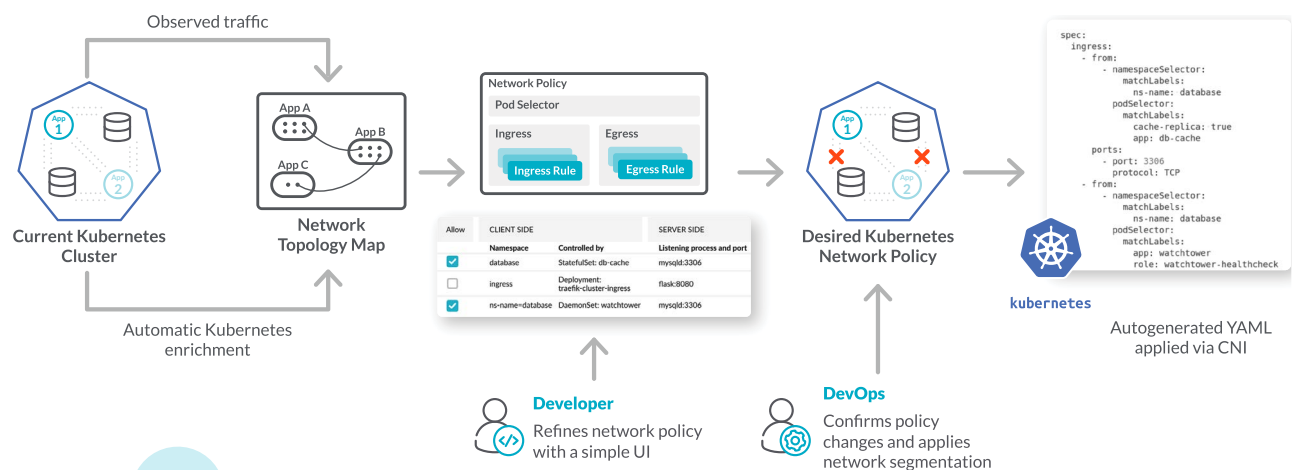 Observed traffic
App
1
App
2
Current Kubernetes
Cluster
Automatic Kubernetes
enrichment
App A
App B
App C
Network
Topology Map
Network Policy
Pod Selector
Ingress
Ingress Rule
Egress
Egress Rule
Allow CLIENT SIDE SERVER SIDE
Namespace Controlled by Listening process and port
database StatefulSet: db-cache mysqld:3306
ingress Deployment: traefik-cluster-ingress flask:8080
ns-name=database DaemonSet: watchtower mysqld:3306
Developer
Refines network policy
with a simple UI
App
1
App
2
Desired Kubernetes
Network Policy
DevOps
Confirms policy
changes and applies
network segmentation
spec:
ingress:
- from:
- namespaceSelector:
matchLabels:
ns-name: database
podSelector:
matchLabels:
cache-replica: true
app: db-cache
ports:
- port: 3306
protocol: TCP
- from:
- namespaceSelector:
matchLabels:
ns-name: database
podSelector:
matchLabels:
app: watchtower
role: watchtower-healthcheck
kubernetes
Autogenerated YAML
applied via CNI